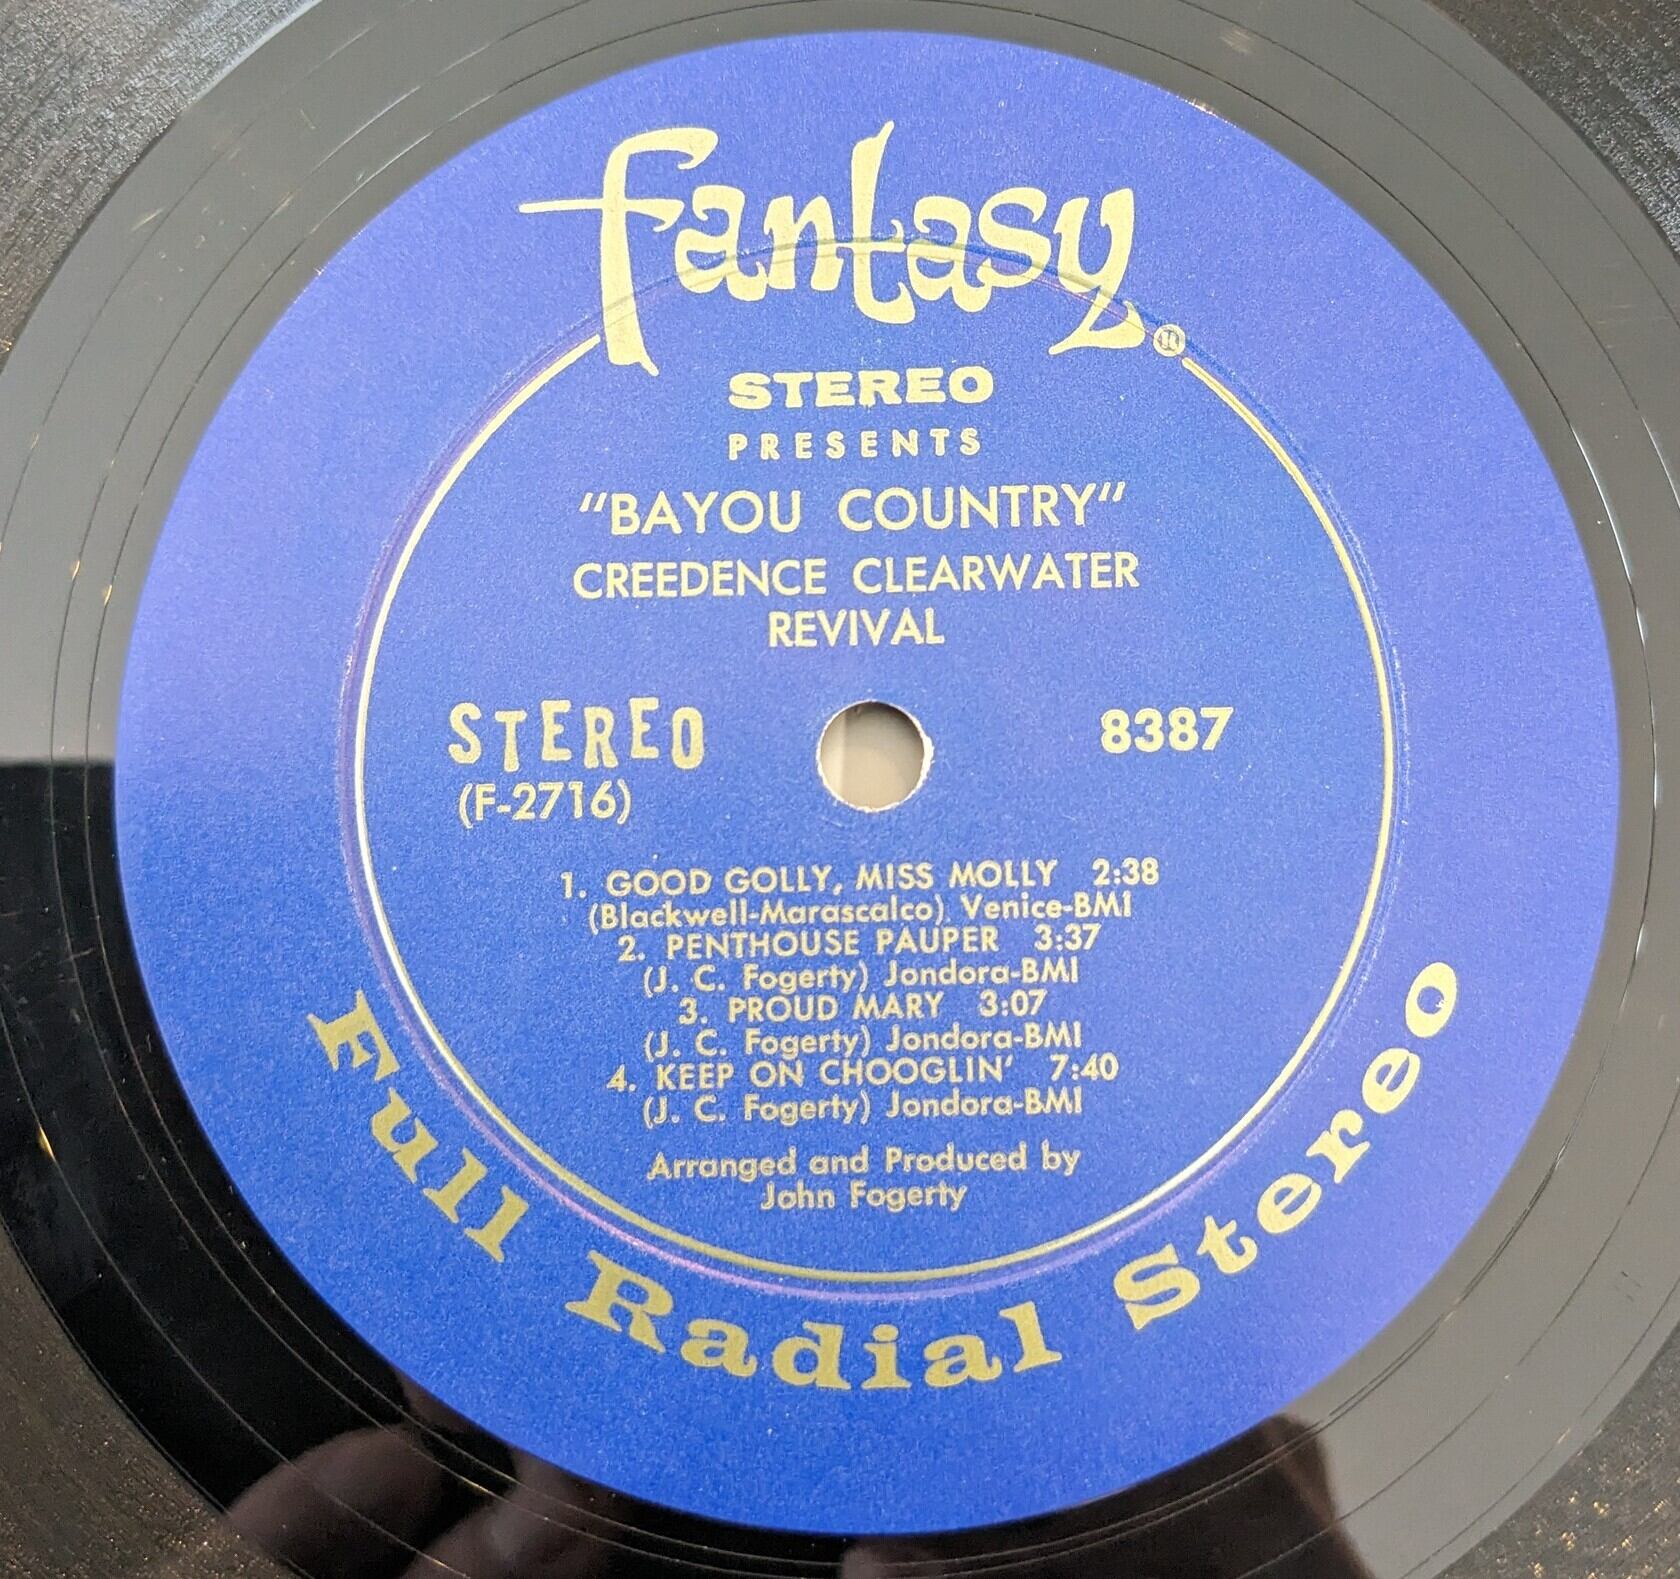 fantasy®
STEREO
PRESENTS
"BAYOU COUNTRY"
CREEDENCE CLEARWATER
REVIVAL
STEREO 8387
(F-2716)
1. GOOD GOLLY, MISS MOLLY 2:38
(Blackwell-Marascalco) Venice-BMI
2. PENTHOUSE PAUPER 3:37
(J. C. Fogerty) Jondora-BMI
3. PROUD MARY 3:07
(J. C. Fogerty) Jondora-BMI
4. KEEP ON CHOOGLIN' 7:40
(J. C. Fogerty) Jondora-BMI
Arranged and Produced by
John Fogerty
Full Radial Stereo